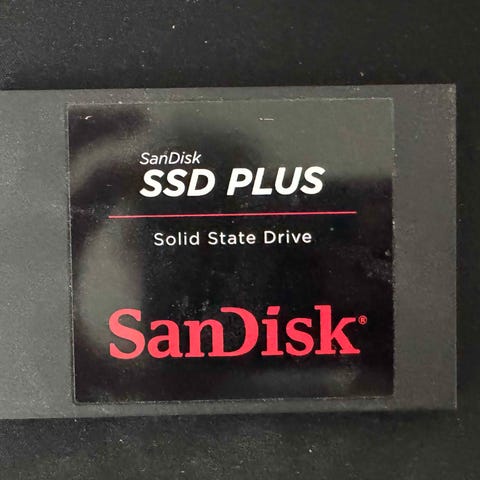 SanDisk
SSD PLUS
Solid State Drive
SanDisk®